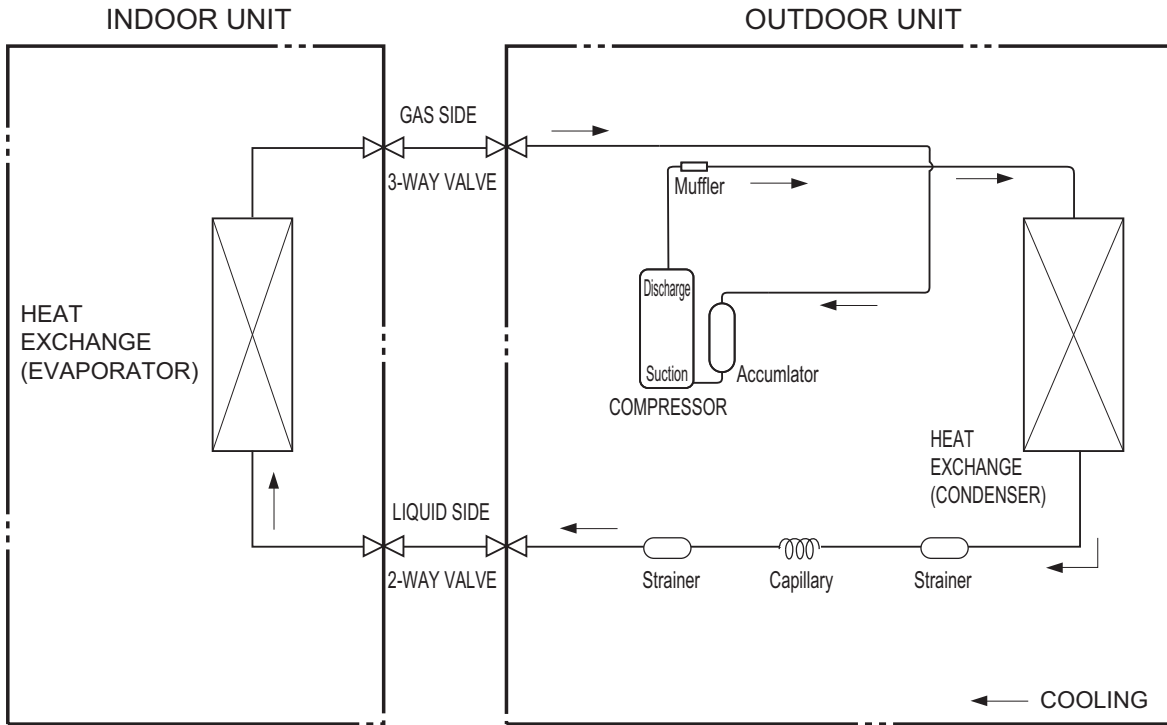 INDOOR UNIT
OUTDOOR UNIT
GAS SIDE
3-WAY VALVE
Muffler
Discharge
Suction
Accumlator
COMPRESSOR
HEAT
EXCHANGE
(EVAPORATOR)
HEAT
EXCHANGE
(CONDENSER)
LIQUID SIDE
2-WAY VALVE
Strainer
Capillary
Strainer
COOLING